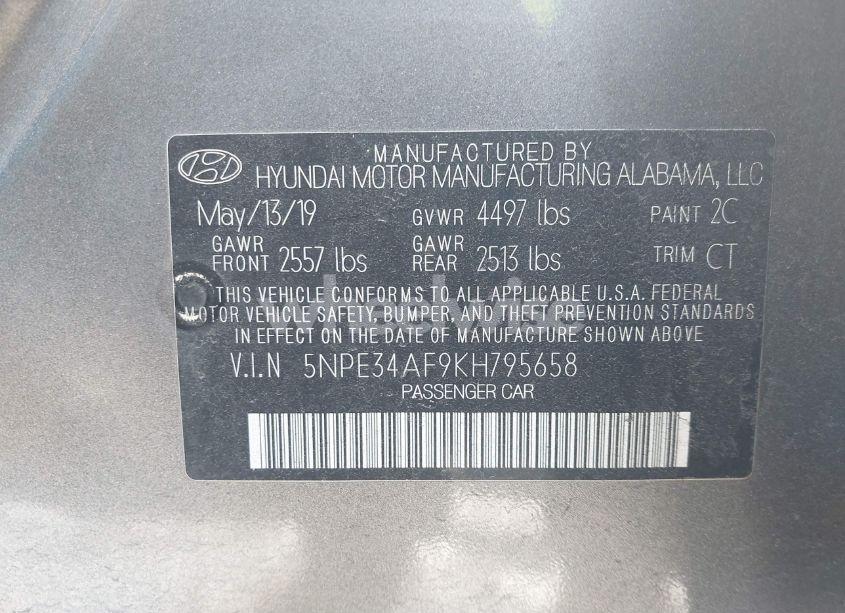 MANUFACTURED BY
HYUNDAI MOTOR MANUFACTURING ALABAMA, LLC
May/13/19 GVWR 4497 lbs PAINT 2C
GAWR FRONT 2557 lbs GAWR REAR 2513 lbs TRIM CT
THIS VEHICLE CONFORMS TO ALL APPLICABLE U.S.A. FEDERAL
MOTOR VEHICLE SAFETY, BUMPER, AND THEFT PREVENTION STANDARDS
IN EFFECT ON THE DATE OF MANUFACTURE SHOWN ABOVE.
V.I.N 5NPE34AF9KH795658
PASSENGER CAR